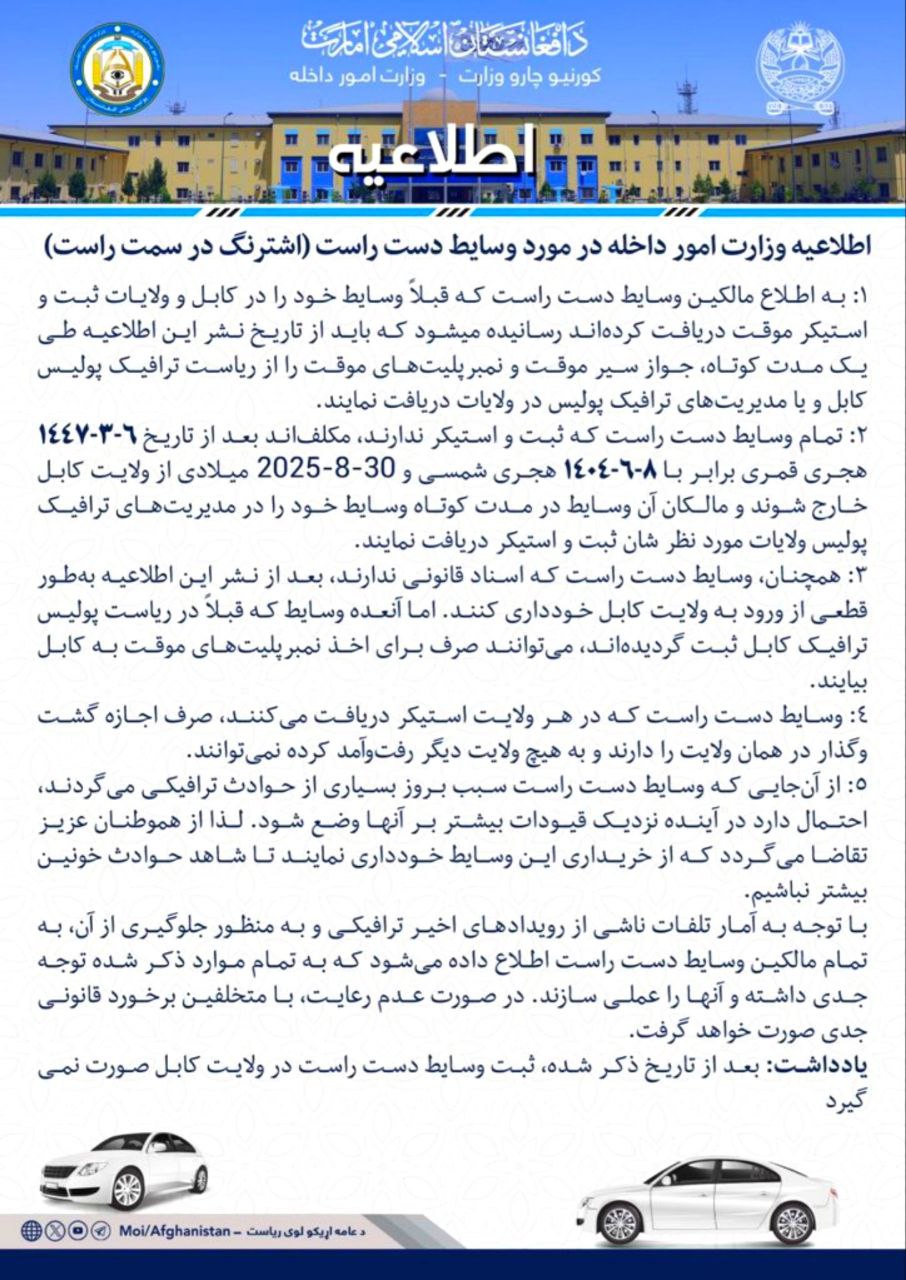 دافغانستان اسلامي امارت
کورنیو چارو وزارت - وزارت امور داخله
اطلاعیه
اطلاعیه وزارت امور داخله در مورد وسایط دست راست (اشترنگ در سمت راست)
۱: به اطلاع مالکین وسایط دست راست که قبلاً وسایط خود را در کابل و ولایات ثبت و
استیکر موقت دریافت کرده‌اند رسانیده میشود که باید از تاریخ نشر این اطلاعیه طی
یک مدت کوتاه، جواز سیر موقت و نمبرپلیت‌های موقت را از ریاست ترافیک پولیس
کابل و یا مدیریت‌های ترافیک پولیس در ولایات دریافت نمایند.
۲: تمام وسایط دست راست که ثبت و استیکر ندارند، مکلف‌اند بعد از تاریخ ۶-۳-۱٤٤۷
هجری قمری برابر با ۸-۶-۱٤۰٤ هجری شمسی و 30-8-2025 میلادی از ولایت کابل
خارج شوند و مالکان آن وسایط در مدت کوتاه وسایط خود را در مدیریت‌های ترافیک
پولیس ولایات مورد نظر شان ثبت و استیکر دریافت نمایند.
۳: همچنان، وسایط دست راست که اسناد قانونی ندارند، بعد از نشر این اطلاعیه به‌طور
قطعی از ورود به ولایت کابل خودداری کنند. اما آنعده وسایط که قبلاً در ریاست پولیس
ترافیک کابل ثبت گردیده‌اند، می‌توانند صرف برای اخذ نمبرپلیت‌های موقت به کابل
بیایند.
٤: وسایط دست راست که در هر ولایت استیکر دریافت می‌کنند، صرف اجازه گشت
وگذار در همان ولایت را دارند و به هیچ ولایت دیگر رفت‌وآمد کرده نمی‌توانند.
۵: از آن‌جایی که وسایط دست راست سبب بروز بسیاری از حوادث ترافیکی می‌گردند،
احتمال دارد در آینده نزدیک قیودات بیشتر بر آنها وضع شود. لذا از هموطنان عزیز
تقاضا می‌گردد که از خریداری این وسایط خودداری نمایند تا شاهد حوادث خونین
بیشتر نباشیم.
با توجه به آمار تلفات ناشی از رویدادهای اخیر ترافیکی و به منظور جلوگیری از آن، به
تمام مالکین وسایط دست راست اطلاع داده می‌شود که به تمام موارد ذکر شده توجه
جدی داشته و آنها را عملی سازند. در صورت عدم رعایت، با متخلفین برخورد قانونی
جدی صورت خواهد گرفت.
یادداشت: بعد از تاریخ ذکر شده، ثبت وسایط دست راست در ولایت کابل صورت نمی
گیرد
د عامه اړیکو لوی ریاست – Moi/Afghanistan